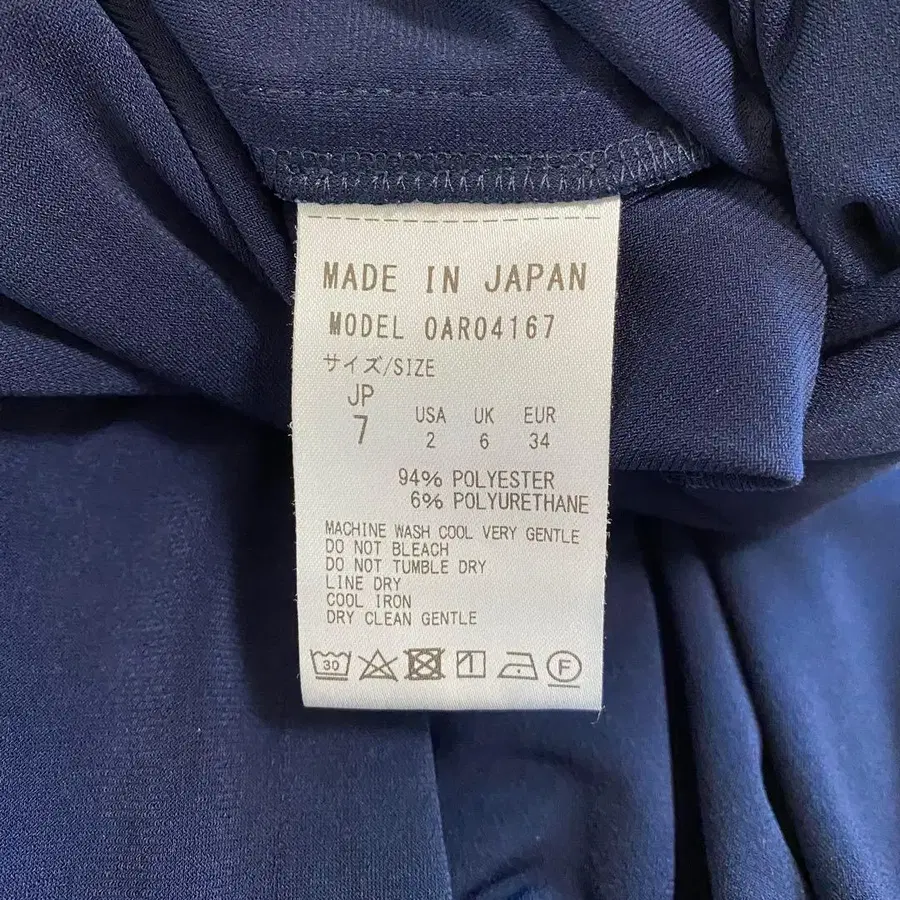 MADE IN JAPAN
MODEL OAR04167
サイズ/SIZE
JP
7
USA UK EUR
2 6 34
94% POLYESTER
6% POLYURETHANE
MACHINE WASH COOL VERY GENTLE
DO NOT BLEACH
DO NOT TUMBLE DRY
LINE DRY
COOL IRON
DRY CLEAN GENTLE
30 F